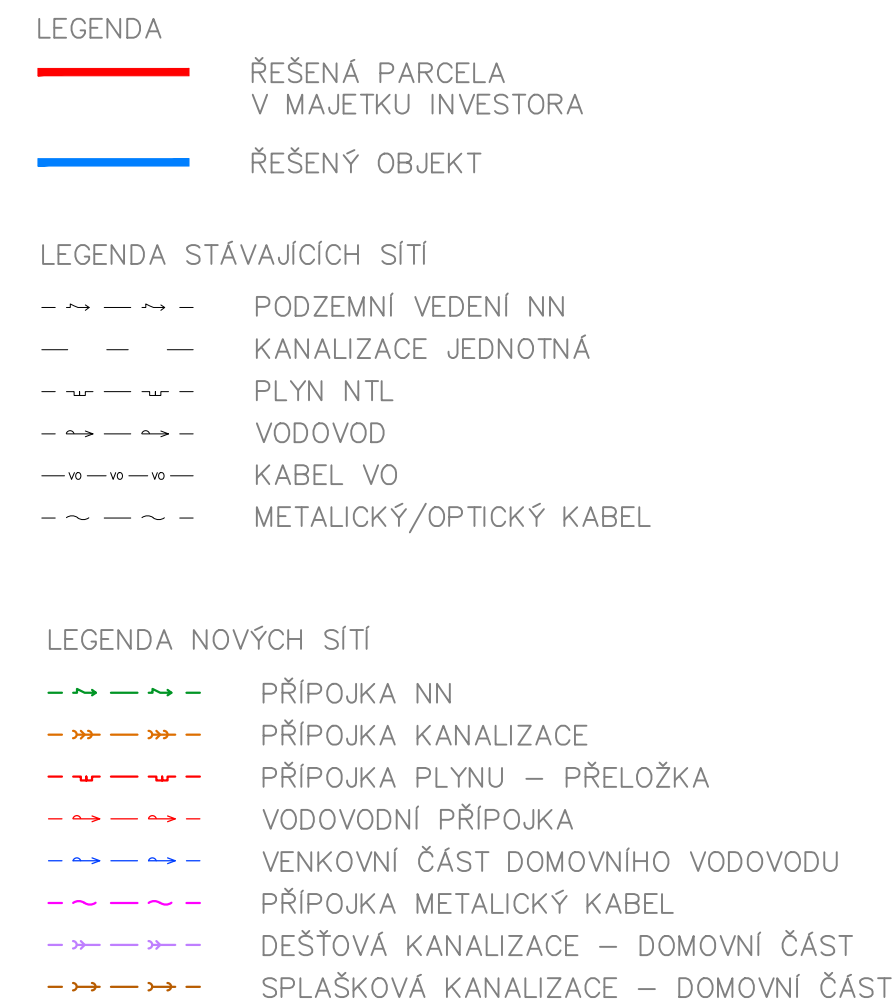 LEGENDA
ŘEŠENÁ PARCELA
V MAJETKU INVESTORA
ŘEŠENÝ OBJEKT
LEGENDA STÁVAJÍCÍCH SÍTÍ
PODZEMNÍ VEDENÍ NN
KANALIZACE JEDNOTNÁ
PLYN NTL
VODOVOD
VO VO VO KABEL VO
METALICKÝ/OPTICKÝ KABEL
LEGENDA NOVÝCH SÍTÍ
PŘÍPOJKA NN
PŘÍPOJKA KANALIZACE
PŘÍPOJKA PLYNU – PŘELOŽKA
VODOVODNÍ PŘÍPOJKA
VENKOVNÍ ČÁST DOMOVNÍHO VODOVODU
PŘÍPOJKA METALICKÝ KABEL
DEŠŤOVÁ KANALIZACE – DOMOVNÍ ČÁST
SPLAŠKOVÁ KANALIZACE – DOMOVNÍ ČÁST